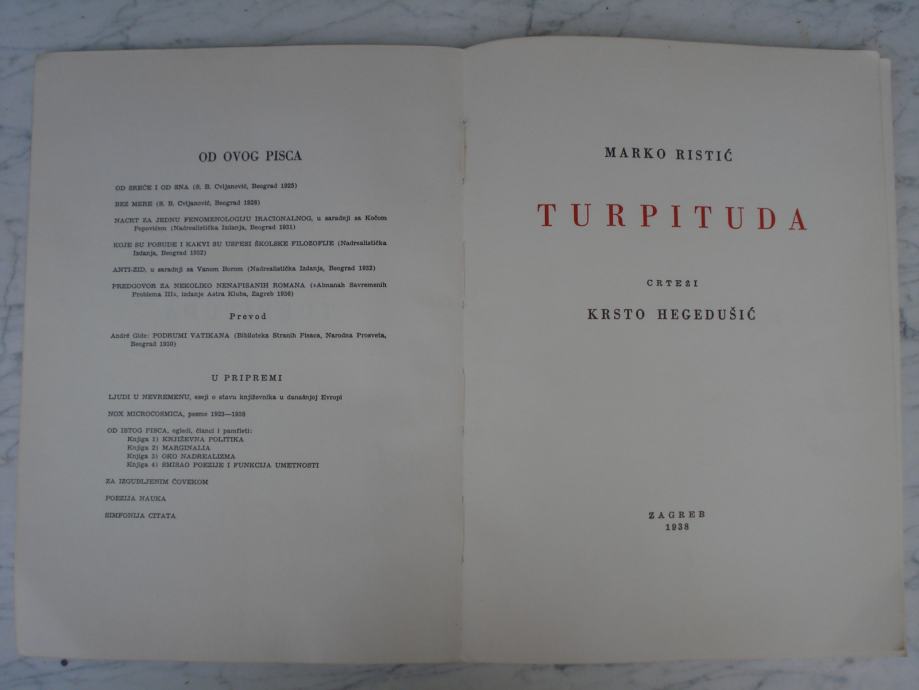 OD OVOG PISCA
OD SREĆE I OD SNA (S. B. Cvijanović, Beograd 1925)
BEZ MERE (S. B. Cvijanović, Beograd 1928)
NACRT ZA JEDNU FENOMENOLOGIJU IRACIONALNOG, u saradnji sa Kočom
Popovićem (Nadrealistička Izdanja, Beograd 1931)
KOJE SU POBUDE I KAKVI SU USPESI ŠKOLSKE FILOZOFIJE (Nadrealistička
Izdanja, Beograd 1932)
ANTI-ZID, u saradnji sa Vanom Borom (Nadrealistička Izdanja, Beograd 1932)
PREDGOVOR ZA NEKOLIKO NENAPISANIH ROMANA (»Almanah Savremenih
Problema III«, izdanje Astra Kluba, Zagreb 1936)
Prevod
André Gide: PODRUMI VATIKANA (Biblioteka Stranih Pisaca, Narodna Prosveta,
Beograd 1930)
U PRIPREMI
LJUDI U NEVREMENU, eseji o stavu književnika u današnjoj Evropi
NOX MICROCOSMICA, pesme 1923—1938
OD ISTOG PISCA, ogledi, članci i pamfleti:
Knjiga 1) KNJIŽEVNA POLITIKA
Knjiga 2) MARGINALIA
Knjiga 3) OKO NADREALIZMA
Knjiga 4) SMISAO POEZIJE I FUNKCIJA UMETNOSTI
ZA IZGUBLJENIM ČOVEKOM
POEZIJA NAUKA
SIMFONIJA CITATA
MARKO RISTIĆ
TURPITUDA
CRTEŽI
KRSTO HEGEDUŠIĆ
ZAGREB
1938